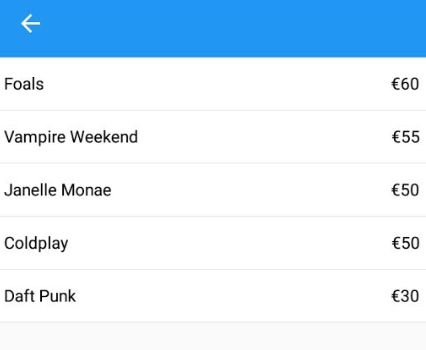 Foals €60
Vampire Weekend €55
Janelle Monae €50
Coldplay €50
Daft Punk €30